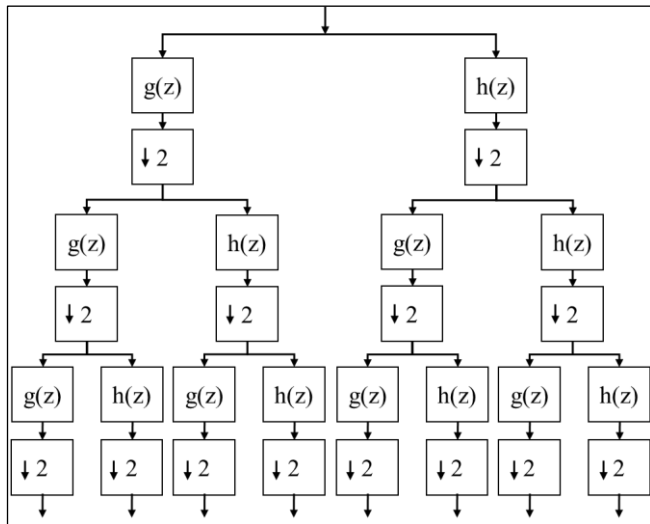 g(z) h(z)
↓ 2 ↓ 2
g(z) h(z) g(z) h(z)
↓ 2 ↓ 2 ↓ 2 ↓ 2
g(z) h(z) g(z) h(z) g(z) h(z) g(z) h(z)
↓ 2 ↓ 2 ↓ 2 ↓ 2 ↓ 2 ↓ 2 ↓ 2 ↓ 2